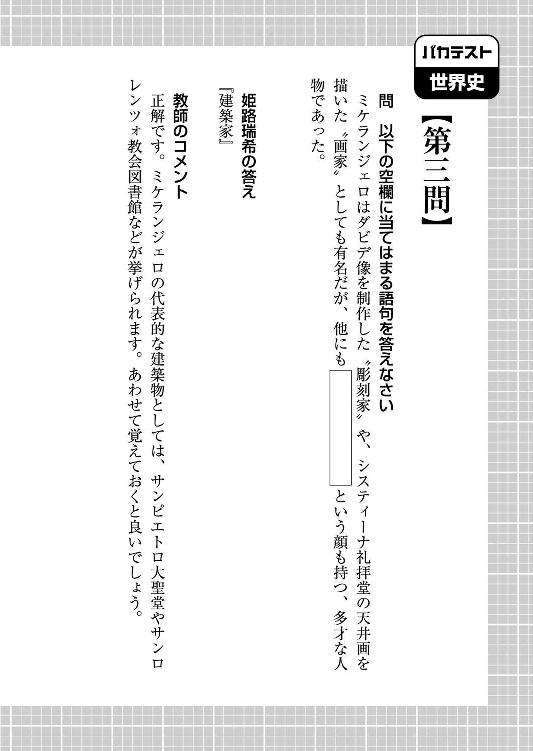 バカテスト
世界史
【第三問】
問　以下の空欄に当てはまる語句を答えなさい
ミケランジェロはダビデ像を制作した〝彫刻家〟や、システィーナ礼拝堂の天井画を
描いた〝画家〟としても有名だが、他にも　　　　　という顔も持つ、多才な人
物であった。
姫路瑞希の答え
『建築家』
教師のコメント
正解です。ミケランジェロの代表的な建築物としては、サンピエトロ大聖堂やサンロ
レンツォ教会図書館などが挙げられます。あわせて覚えておくと良いでしょう。